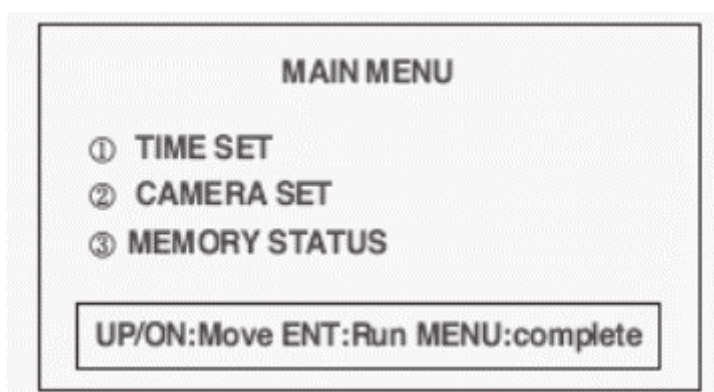 MAIN MENU
① TIME SET
② CAMERA SET
③ MEMORY STATUS
UP/ON:Move ENT:Run MENU:complete